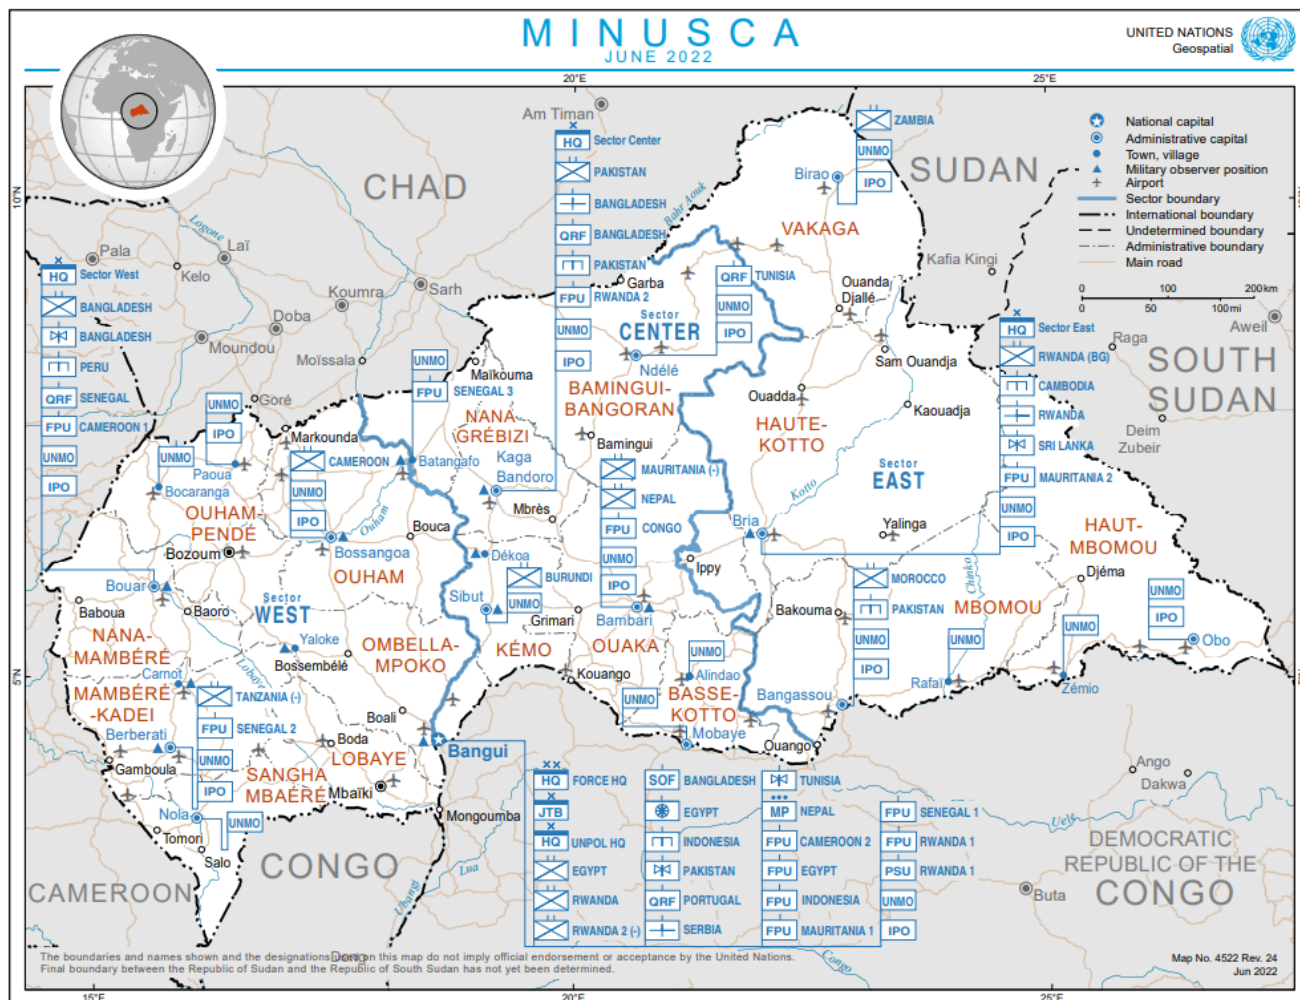 MINUSCA
JUNE 2022
UNITED NATIONS
Geospatial
20°E
25°E
10°N
5°N
15°E
20°E
25°E
National capital
Administrative capital
Town, village
Military observer position
Airport
Sector boundary
International boundary
Undetermined boundary
Administrative boundary
Main road
0 100 200 km
0 50 100 mi
CHAD
SUDAN
SOUTH
SUDAN
DEMOCRATIC
REPUBLIC OF THE
CONGO
CONGO
CAMEROON
Am Timan
Pala
Laï
Kelo
Logone
Koumra
Sarh
Doba
Moundou
Moïssala
Goré
Bahr Aouk
Kafia Kingi
Raga
Aweil
Deim
Zubeir
HQ Sector West
BANGLADESH
BANGLADESH
PERU
QRF SENEGAL
FPU CAMEROON 1
UNMO
IPO
HQ Sector Center
PAKISTAN
BANGLADESH
QRF BANGLADESH
PAKISTAN
FPU RWANDA 2
UNMO
IPO
ZAMBIA
UNMO
IPO
Birao
VAKAGA
Garba
QRF TUNISIA
UNMO
IPO
Ouanda
Djallé
Sector
CENTER
Ndélé
Sam Ouandja
HQ Sector East
RWANDA (BG)
CAMBODIA
RWANDA
SRI LANKA
FPU MAURITANIA 2
UNMO
IPO
UNMO
FPU SENEGAL 3
Maïkouma
NANA-
GRÉBIZI
BAMINGUI-
BANGORAN
Ouadda
Kaouadja
HAUTE-
KOTTO
UNMO
IPO
Markounda
UNMO
Paoua
Bocaranga
CAMEROON
UNMO
IPO
Batangafo
Kaga
Bandoro
Bamingui
MAURITANIA (-)
NEPAL
FPU CONGO
UNMO
IPO
Sector
EAST
Kotto
Mbrès
OUHAM-
PENDÉ
Ouham
Bouca
Bria
Yalinga
HAUT-
MBOMOU
Bozoum
Bossangoa
OUHAM
Dékoa
Ippy
Chinko
Djéma
Bouar
BURUNDI
UNMO
MOROCCO
PAKISTAN
UNMO
IPO
UNMO
IPO
Baboua
Baoro
Sector
WEST
Sibut
Grimari
Bambari
Bakouma
MBOMOU
Obo
NANA-
MAMBÉRÉ
Yaloke
Bossembélé
OMBELLA-
MPOKO
KÉMO
OUAKA
UNMO
UNMO
UNMO
Carnot
Lobaye
Kouango
Alindao
Rafaï
Zémio
MAMBÉRÉ
-KADEI
TANZANIA (-)
FPU SENEGAL 2
UNMO
IPO
UNMO
BASSE-
KOTTO
Bangassou
Berberati
Boali
Boda
LOBAYE
Bangui
Mobaye
Ouango
Gamboula
SANGHA
MBAÉRÉ
Mbaïki
Mongoumba
Nola
UNMO
Tomori
Salo
Ango
Dakwa
Uele
Buta
Lua
Ubangi
Congo
HQ FORCE HQ
JTB
HQ UNPOL HQ
EGYPT
RWANDA
RWANDA 2 (-)
SOF BANGLADESH
EGYPT
INDONESIA
PAKISTAN
QRF PORTUGAL
SERBIA
TUNISIA
MP NEPAL
FPU CAMEROON 2
FPU EGYPT
FPU INDONESIA
FPU MAURITANIA 1
FPU SENEGAL 1
FPU RWANDA 1
PSU RWANDA 1
UNMO
IPO
The boundaries and names shown and the designations used on this map do not imply official endorsement or acceptance by the United Nations.
Final boundary between the Republic of Sudan and the Republic of South Sudan has not yet been determined.
Map No. 4522 Rev. 24
Jun 2022